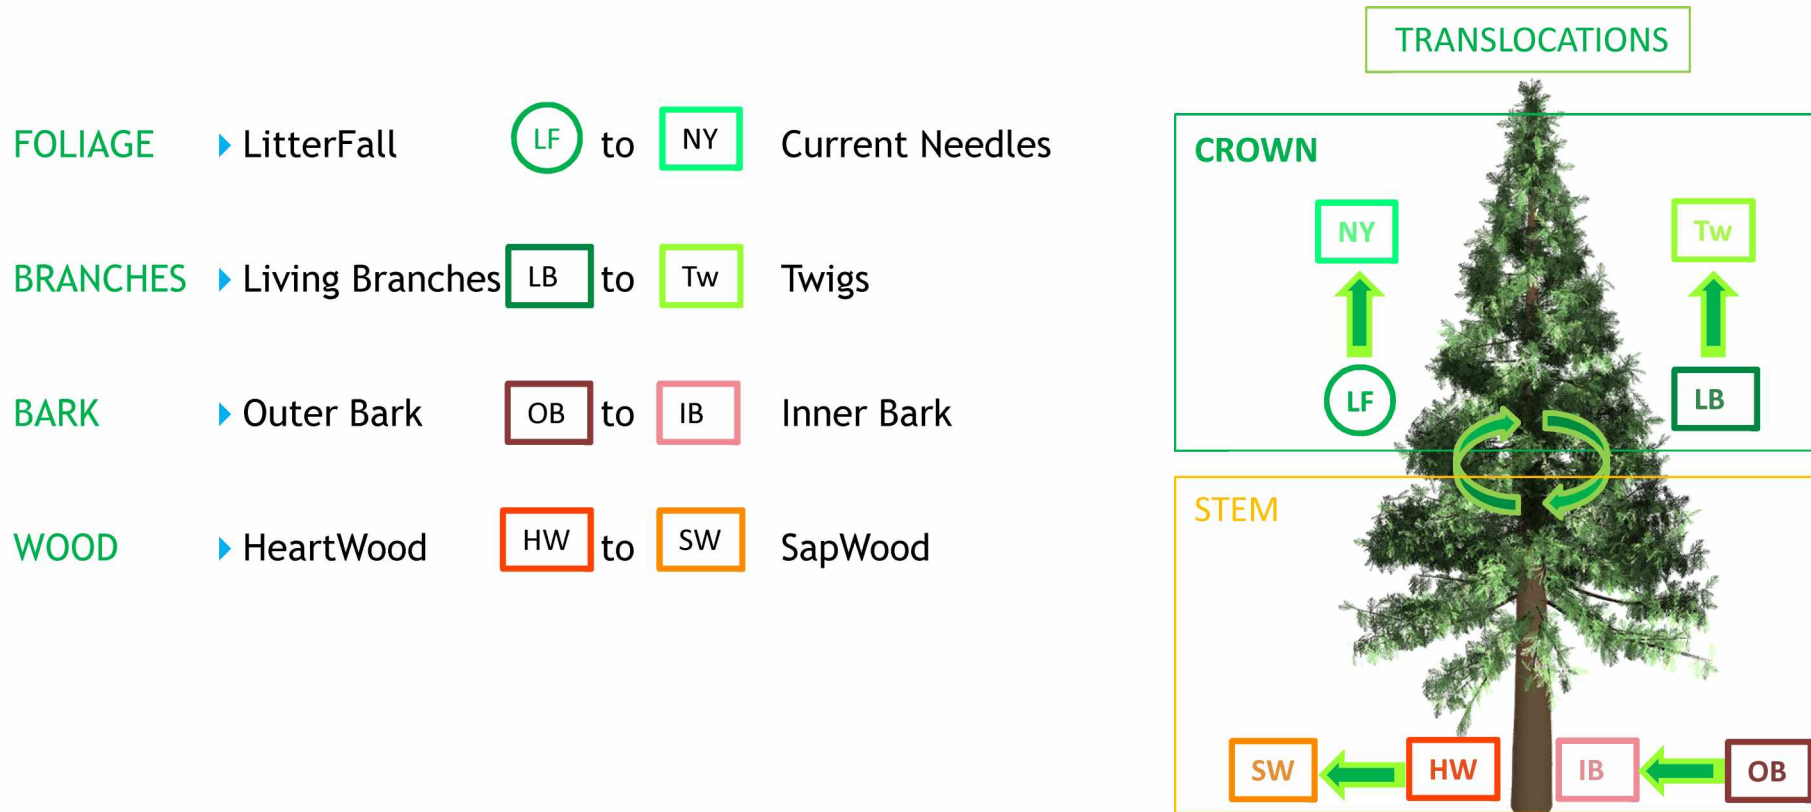 TRANSLOCATIONS
FOLIAGE LitterFall LF to NY Current Needles
BRANCHES Living Branches LB to Tw Twigs
BARK Outer Bark OB to IB Inner Bark
WOOD HeartWood HW to SW SapWood
CROWN
NY Tw
LF LB
STEM
SW HW IB OB